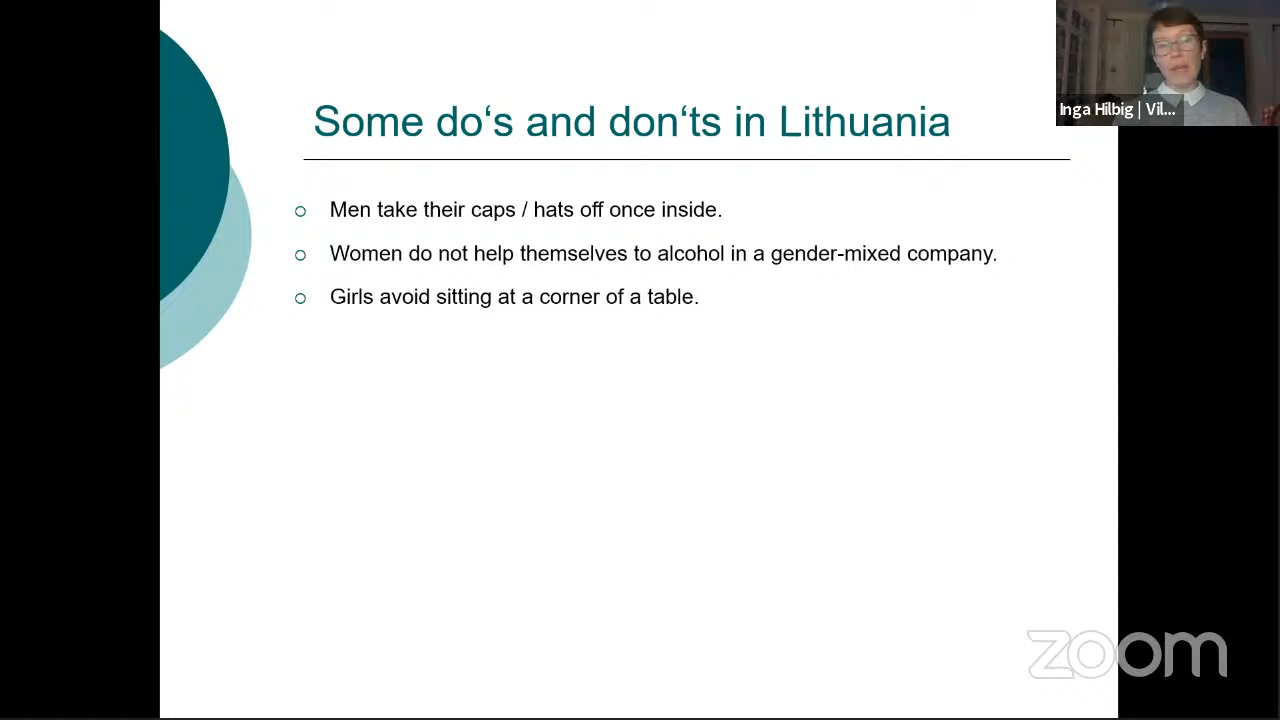 Some do‘s and don‘ts in Lithuania
Inga Hilbig | Vil...
Men take their caps / hats off once inside.
Women do not help themselves to alcohol in a gender-mixed company.
Girls avoid sitting at a corner of a table.
zoom